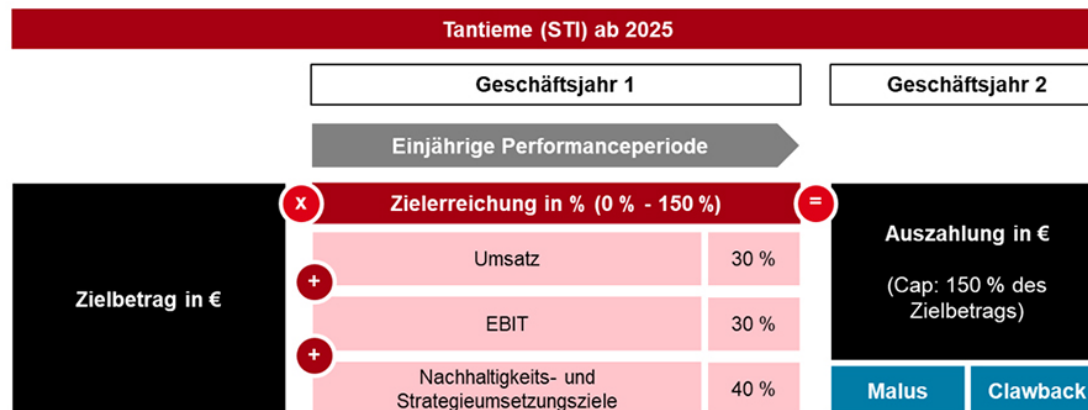 Tantieme (STI) ab 2025
Geschäftsjahr 1
Geschäftsjahr 2
Einjährige Performanceperiode
Zielbetrag in €
x
Zielerreichung in % (0 % - 150 %)
=
Umsatz
30 %
+
EBIT
30 %
+
Nachhaltigkeits- und
Strategieumsetzungsziele
40 %
Auszahlung in €
(Cap: 150 % des
Zielbetrags)
Malus
Clawback